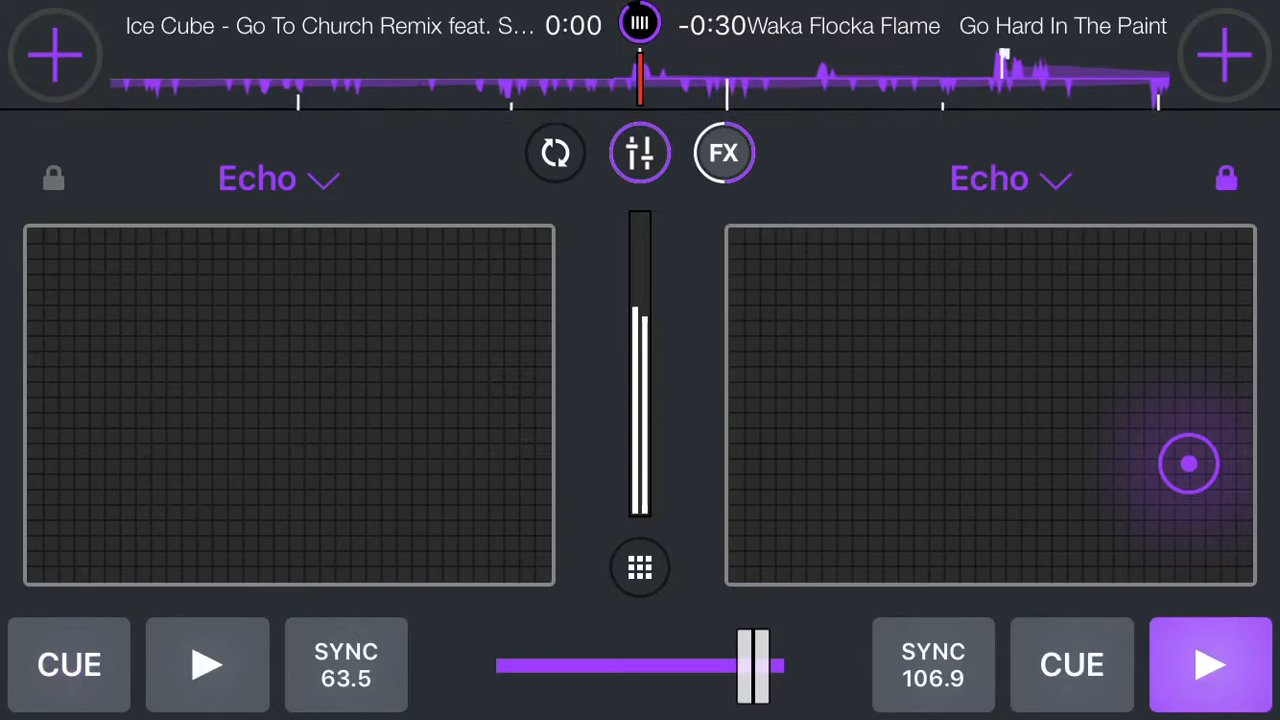 Ice Cube - Go To Church Remix feat. S... 0:00 -0:30 Waka Flocka Flame Go Hard In The Paint
FX
Echo
Echo
CUE
SYNC
63.5
SYNC
106.9
CUE